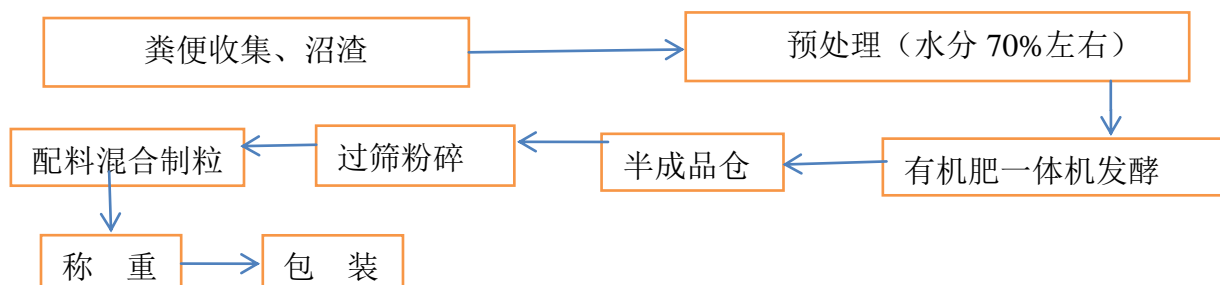 粪便收集、沼渣
预处理（水分 70%左右）
有机肥一体机发酵
半成品仓
过筛粉碎
配料混合制粒
称 重
包 装